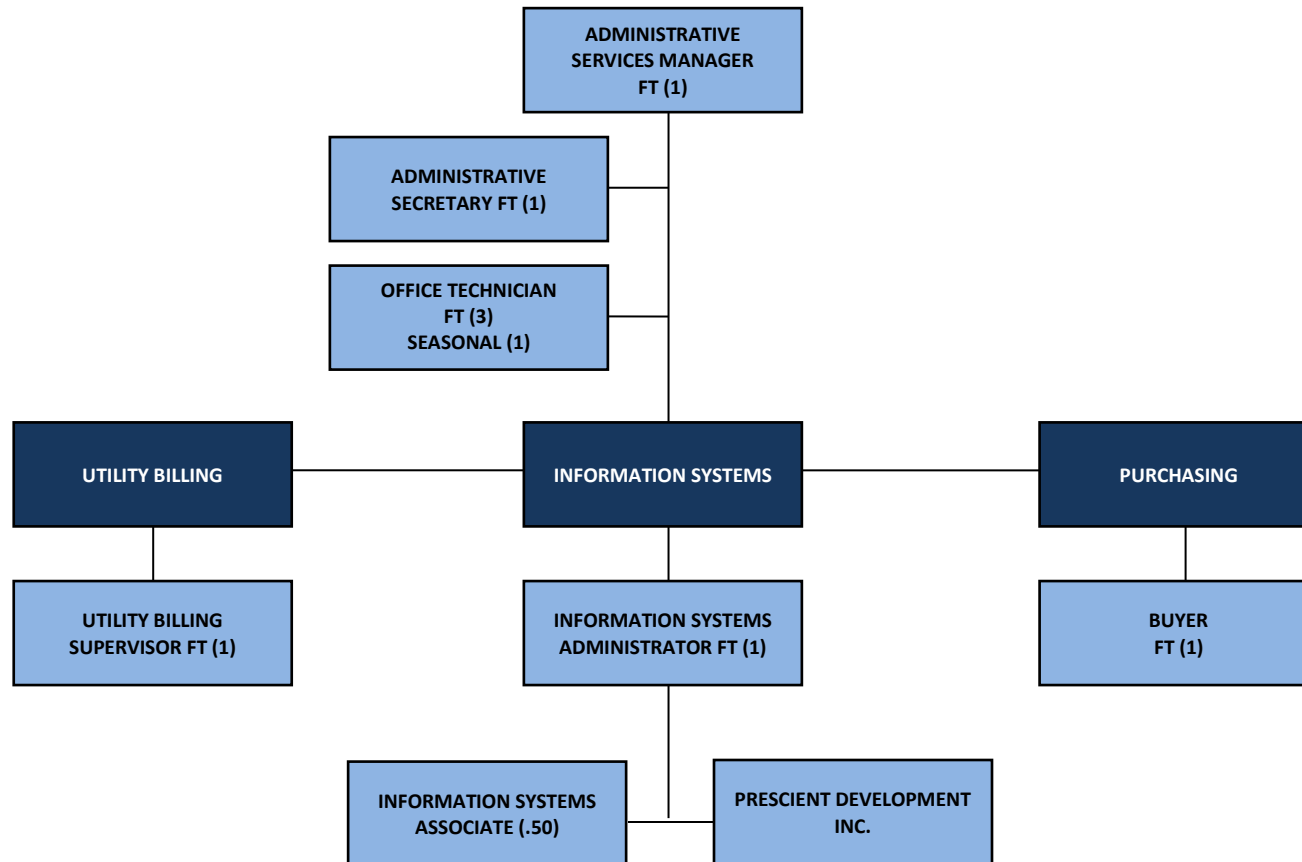 ADMINISTRATIVE
SERVICES MANAGER
FT (1)
ADMINISTRATIVE
SECRETARY FT (1)
OFFICE TECHNICIAN
FT (3)
SEASONAL (1)
UTILITY BILLING
INFORMATION SYSTEMS
PURCHASING
UTILITY BILLING
SUPERVISOR FT (1)
INFORMATION SYSTEMS
ADMINISTRATOR FT (1)
BUYER
FT (1)
INFORMATION SYSTEMS
ASSOCIATE (.50)
PRESCIENT DEVELOPMENT
INC.